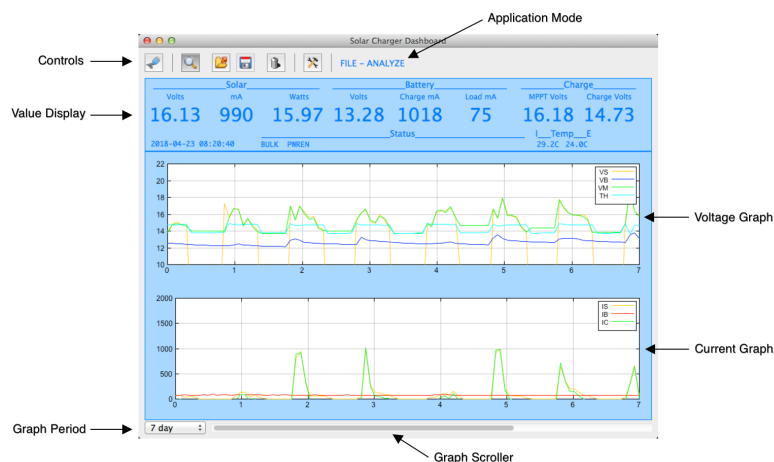 Application Mode
Solar Charger Dashboard
Controls
FILE – ANALYZE
Solar Battery Charge
Volts mA Watts Volts Charge mA Load mA MPPT Volts Charge Volts
Value Display
16.13 990 15.97 13.28 1018 75 16.18 14.73
Status I__Temp__E
2018-04-23 08:20:40 BULK PWREN 29.2C 24.0C
22
20
18
16
14
12
10
0 1 2 3 4 5 6 7
VS
VB
VM
TH
Voltage Graph
2000
1500
1000
500
0
0 1 2 3 4 5 6 7
IS
IB
IC
Current Graph
Graph Period
7 day
Graph Scroller